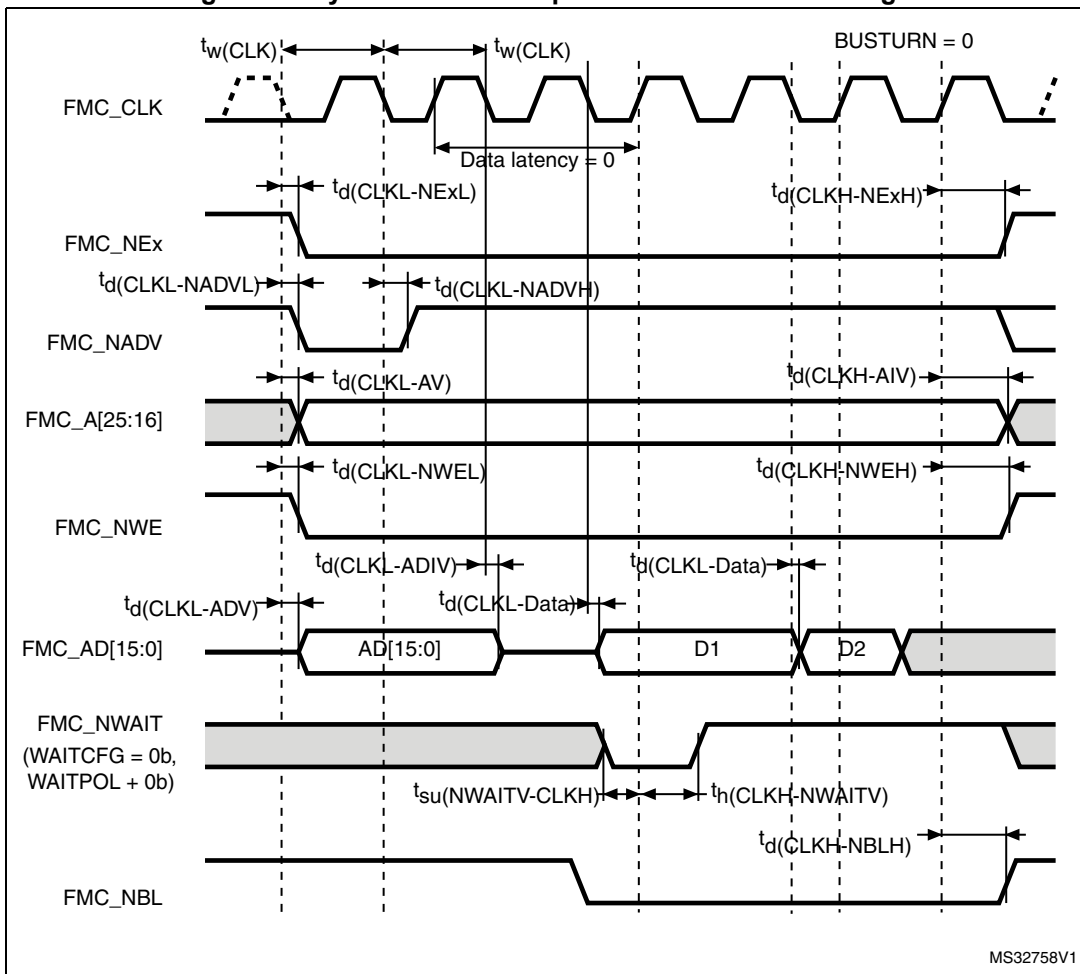 BUSTURN = 0
tw(CLK) tw(CLK)
FMC_CLK
Data latency = 0
td(CLKL-NExL) td(CLKH-NExH)
FMC_NEx
td(CLKL-NADVL) td(CLKL-NADVH)
FMC_NADV
td(CLKL-AV) td(CLKH-AIV)
FMC_A[25:16]
td(CLKL-NWEL) td(CLKH-NWEH)
FMC_NWE
td(CLKL-ADIV) td(CLKL-Data)
td(CLKL-ADV) td(CLKL-Data)
FMC_AD[15:0] AD[15:0] D1 D2
FMC_NWAIT
(WAITCFG = 0b,
WAITPOL + 0b)
tsu(NWAITV-CLKH) th(CLKH-NWAITV)
td(CLKH-NBLH)
FMC_NBL
MS32758V1